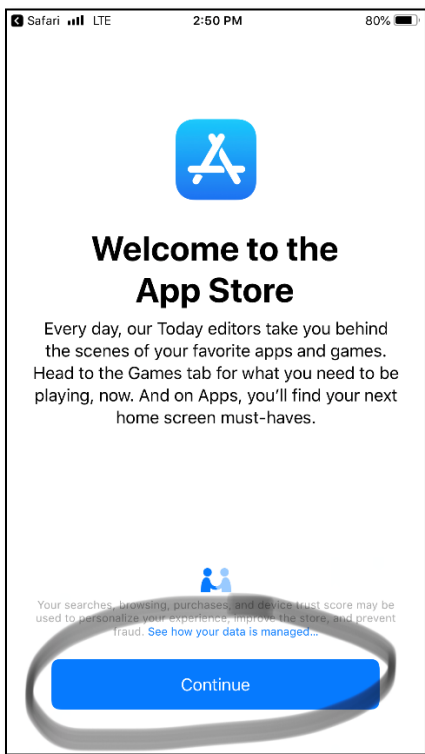 Safari LTE 2:50 PM 80%
Welcome to the
App Store
Every day, our Today editors take you behind
the scenes of your favorite apps and games.
Head to the Games tab for what you need to be
playing, now. And on Apps, you'll find your next
home screen must-haves.
Your searches, browsing, purchases, and device trust score may be
used to personalize your experience, improve the store, and prevent
fraud. See how your data is managed...
Continue